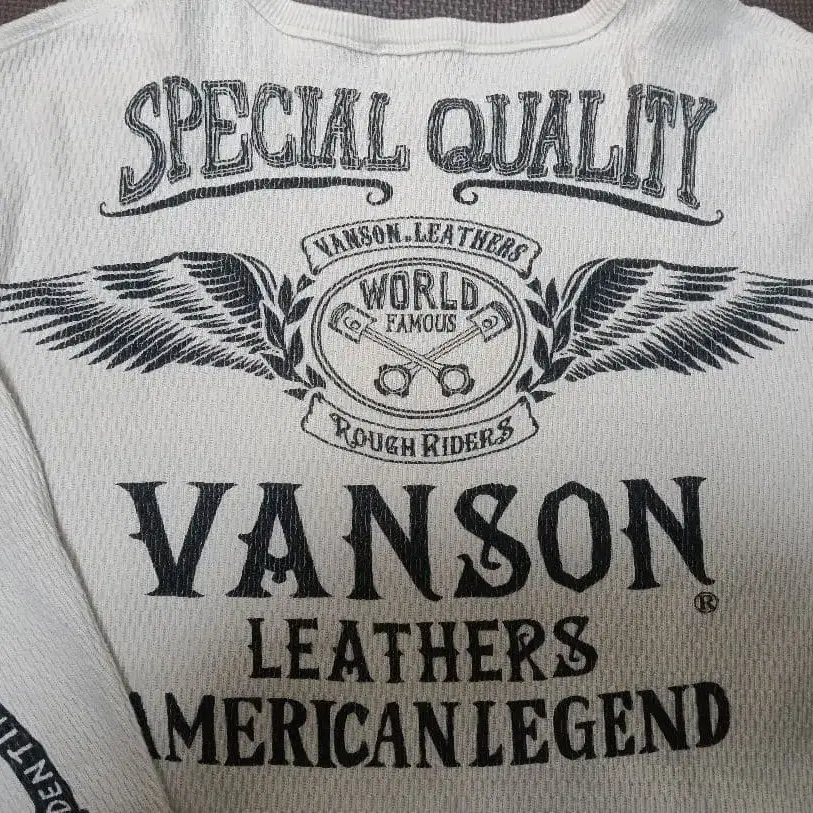 SPECIAL QUALITY
VANSON.LEATHERS
WORLD
FAMOUS
ROUGH RIDERS
VANSON
®
LEATHERS
AMERICAN LEGEND